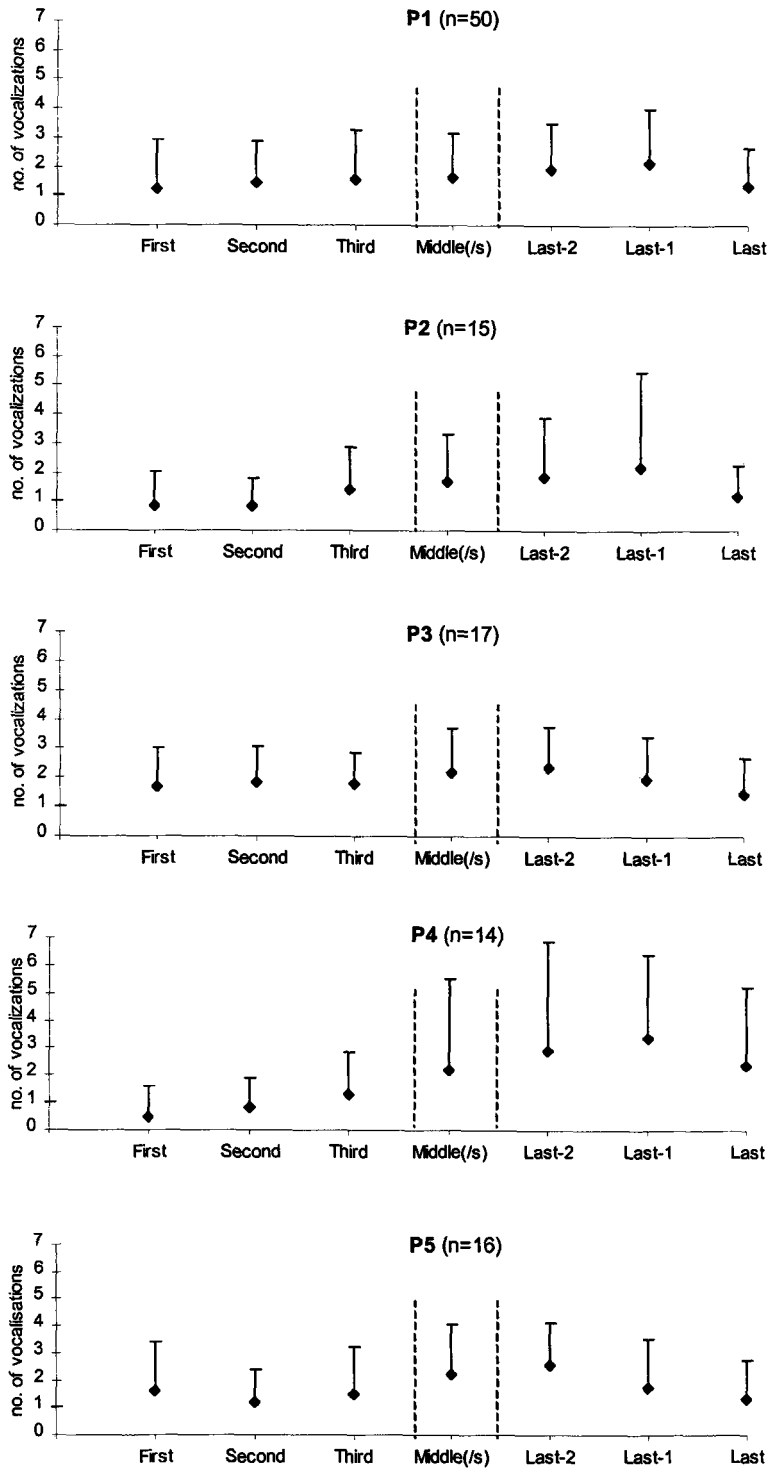 P1 (n=50)
no. of vocalizations
7
6
5
4
3
2
1
0
First Second Third Middle(/s) Last-2 Last-1 Last
P2 (n=15)
no. of vocalizations
7
6
5
4
3
2
1
0
First Second Third Middle(/s) Last-2 Last-1 Last
P3 (n=17)
no. of vocalizations
7
6
5
4
3
2
1
0
First Second Third Middle(/s) Last-2 Last-1 Last
P4 (n=14)
no. of vocalizations
7
6
5
4
3
2
1
0
First Second Third Middle(/s) Last-2 Last-1 Last
P5 (n=16)
no. of vocalisations
7
6
5
4
3
2
1
0
First Second Third Middle(/s) Last-2 Last-1 Last